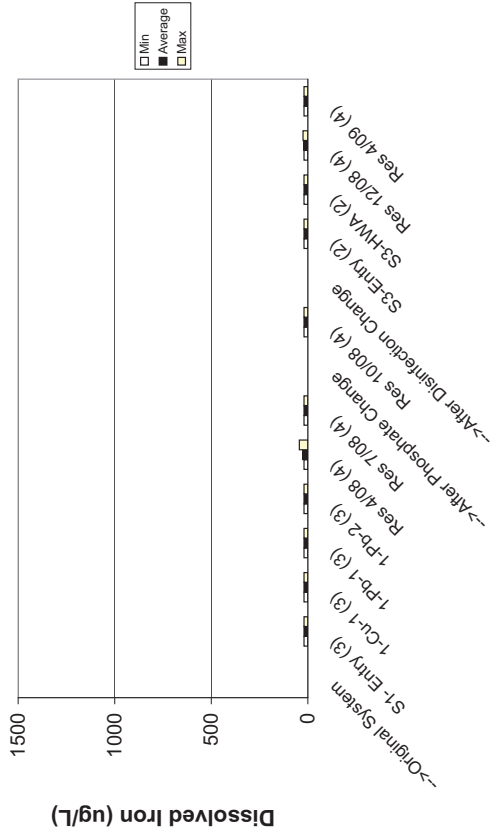 Dissolved Iron (ug/L)
1500
1000
500
0
-->Original System
S1- Entry (3)
1-Cu-1 (3)
1-Pb-1 (3)
1-Pb-2 (3)
Res 4/08 (4)
Res 7/08 (4)
-->After Phosphate Change
Res 10/08 (4)
-->After Disinfection Change
S3-Entry (2)
S3-HWA (2)
Res 12/08 (4)
Res 4/09 (4)
Min
Average
Max